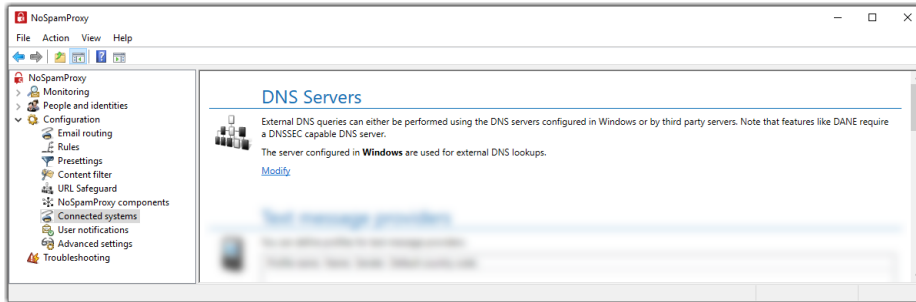 NoSpamProxy
File Action View Help
NoSpamProxy
Monitoring
People and identities
Configuration
Email routing
Rules
Presettings
Content filter
URL Safeguard
NoSpamProxy components
Connected systems
User notifications
Advanced settings
Troubleshooting
DNS Servers
External DNS queries can either be performed using the DNS servers configured in Windows or by third party servers. Note that features like DANE require
a DNSSEC capable DNS server.
The server configured in Windows are used for external DNS lookups.
Modify
Text message providers